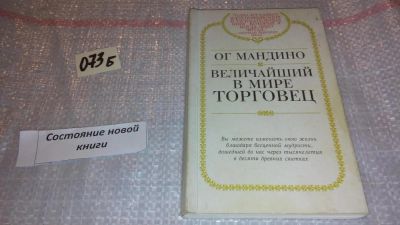 073Б
Состояние новой
книги
ОГ МАНДИНО
ВЕЛИЧАЙШИЙ
В МИРЕ
ТОРГОВЕЦ
Вы можете изменить свою жизнь
благодаря бесценной мудрости,
дошедшей до нас через тысячелетия
в десяти древних свитках